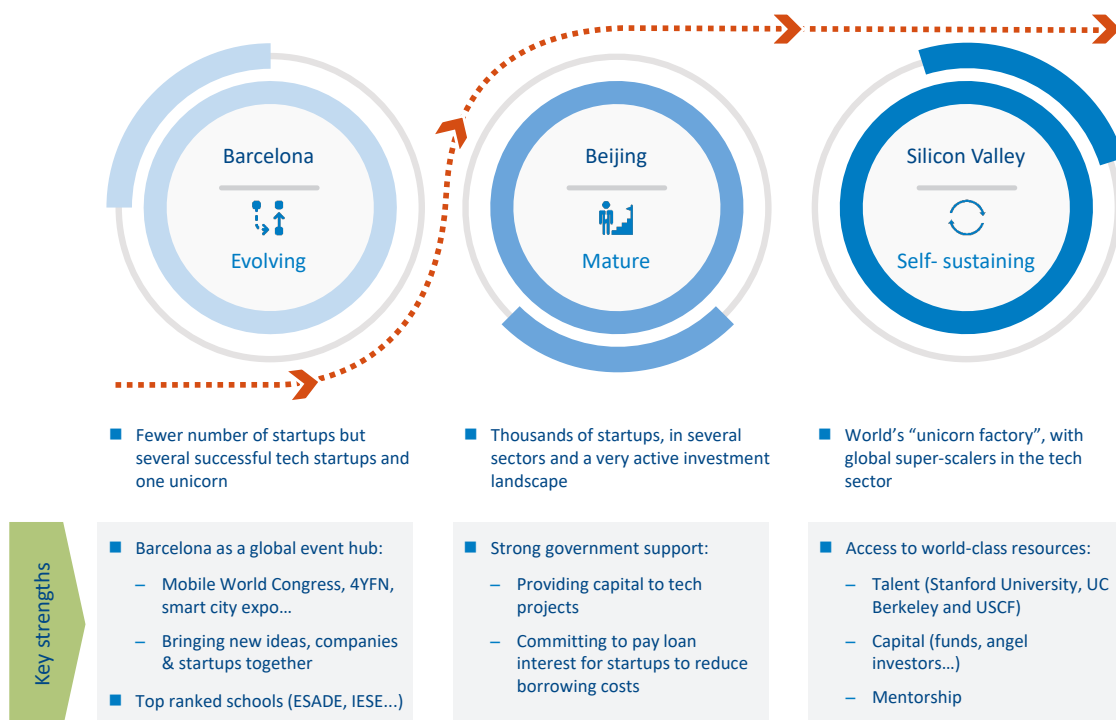 Barcelona
Evolving
Beijing
Mature
Silicon Valley
Self- sustaining
Fewer number of startups but
several successful tech startups and
one unicorn
Thousands of startups, in several
sectors and a very active investment
landscape
World’s “unicorn factory”, with
global super-scalers in the tech
sector
Key strengths
Barcelona as a global event hub:
– Mobile World Congress, 4YFN,
smart city expo…
– Bringing new ideas, companies
& startups together
Top ranked schools (ESADE, IESE...)
Strong government support:
– Providing capital to tech
projects
– Committing to pay loan
interest for startups to reduce
borrowing costs
Access to world-class resources:
– Talent (Stanford University, UC
Berkeley and USCF)
– Capital (funds, angel
investors…)
– Mentorship